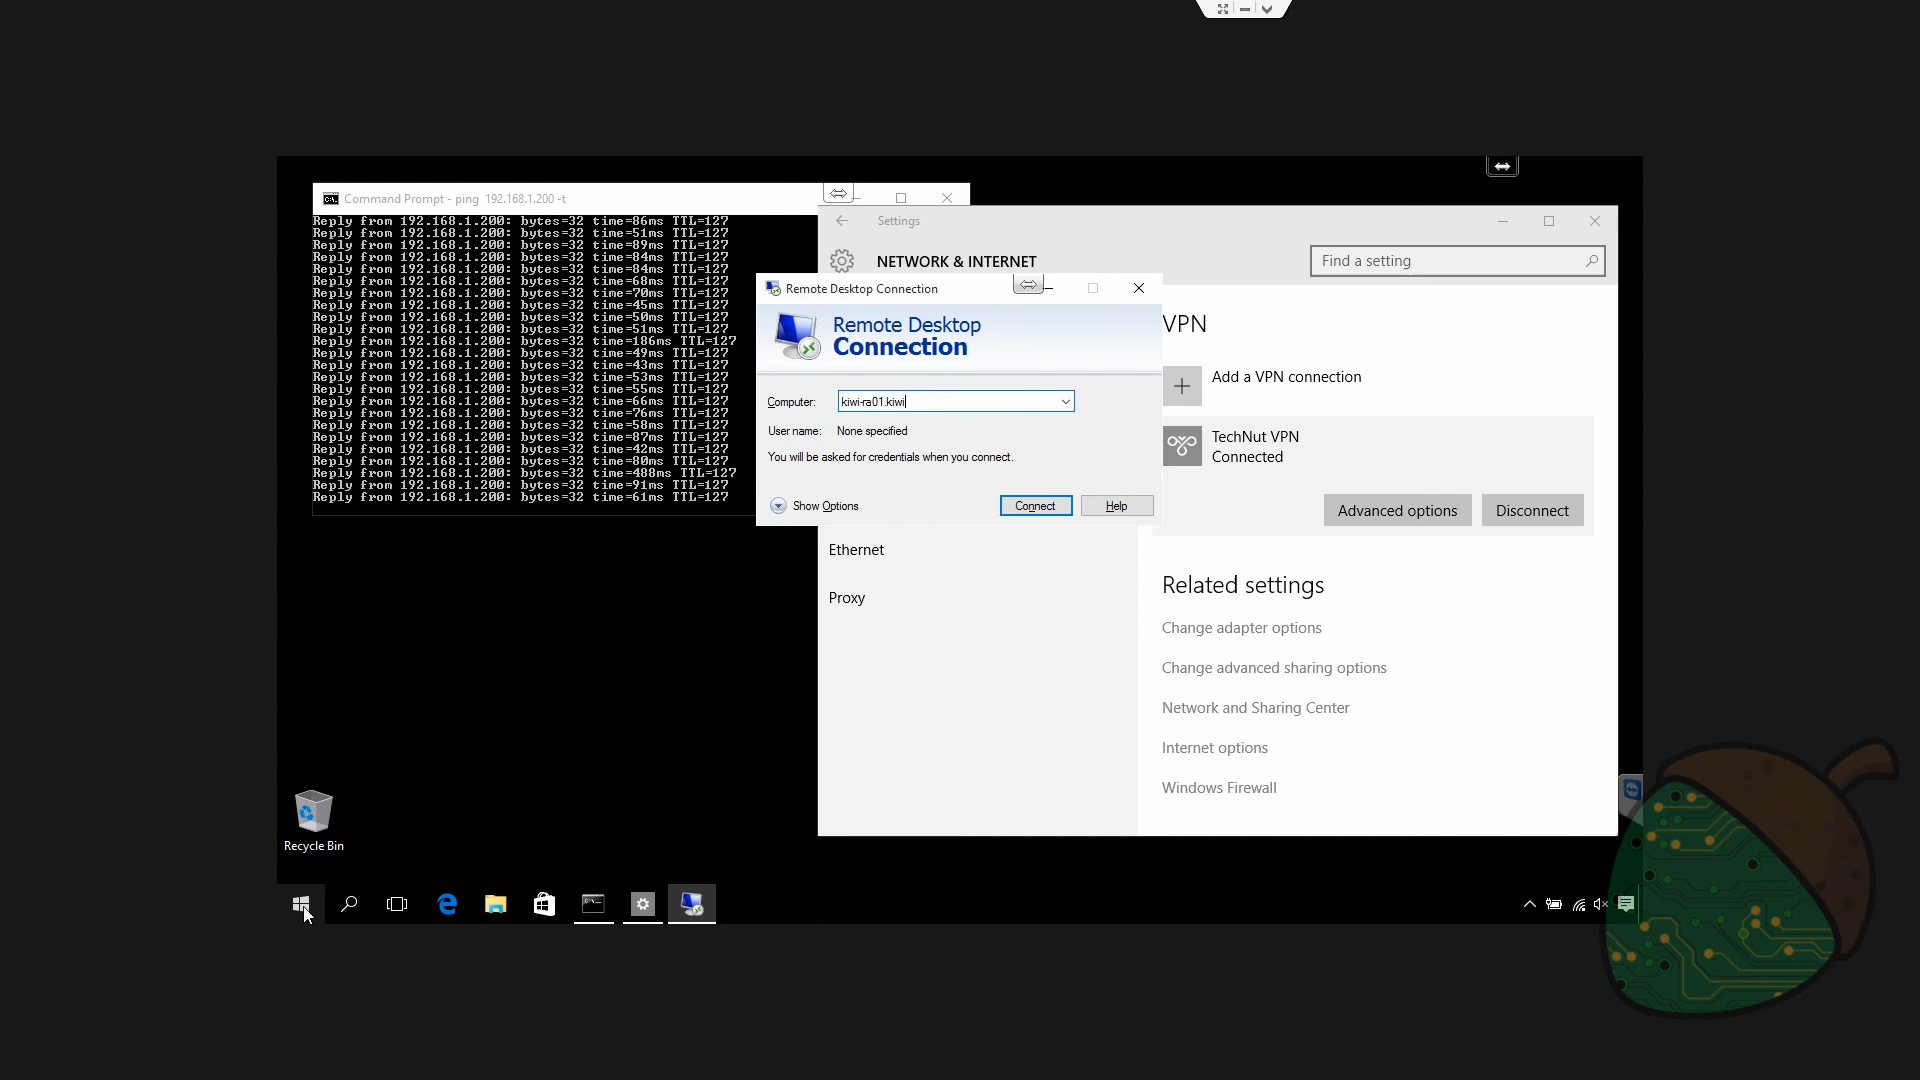 Command Prompt - ping  192.168.1.200 -t
Reply from 192.168.1.200: bytes=32 time=86ms TTL=127
Reply from 192.168.1.200: bytes=32 time=51ms TTL=127
Reply from 192.168.1.200: bytes=32 time=89ms TTL=127
Reply from 192.168.1.200: bytes=32 time=84ms TTL=127
Reply from 192.168.1.200: bytes=32 time=84ms TTL=127
Reply from 192.168.1.200: bytes=32 time=68ms TTL=127
Reply from 192.168.1.200: bytes=32 time=70ms TTL=127
Reply from 192.168.1.200: bytes=32 time=45ms TTL=127
Reply from 192.168.1.200: bytes=32 time=50ms TTL=127
Reply from 192.168.1.200: bytes=32 time=51ms TTL=127
Reply from 192.168.1.200: bytes=32 time=186ms TTL=127
Reply from 192.168.1.200: bytes=32 time=49ms TTL=127
Reply from 192.168.1.200: bytes=32 time=43ms TTL=127
Reply from 192.168.1.200: bytes=32 time=53ms TTL=127
Reply from 192.168.1.200: bytes=32 time=55ms TTL=127
Reply from 192.168.1.200: bytes=32 time=66ms TTL=127
Reply from 192.168.1.200: bytes=32 time=76ms TTL=127
Reply from 192.168.1.200: bytes=32 time=58ms TTL=127
Reply from 192.168.1.200: bytes=32 time=87ms TTL=127
Reply from 192.168.1.200: bytes=32 time=42ms TTL=127
Reply from 192.168.1.200: bytes=32 time=80ms TTL=127
Reply from 192.168.1.200: bytes=32 time=488ms TTL=127
Reply from 192.168.1.200: bytes=32 time=91ms TTL=127
Reply from 192.168.1.200: bytes=32 time=61ms TTL=127
Settings
NETWORK & INTERNET
Find a setting
Remote Desktop Connection
Remote Desktop
Connection
Computer: kiwi-ra01.kiwi
User name: None specified
You will be asked for credentials when you connect.
Show Options
Connect
Help
VPN
Add a VPN connection
TechNut VPN
Connected
Advanced options
Disconnect
Ethernet
Proxy
Related settings
Change adapter options
Change advanced sharing options
Network and Sharing Center
Internet options
Windows Firewall
Recycle Bin